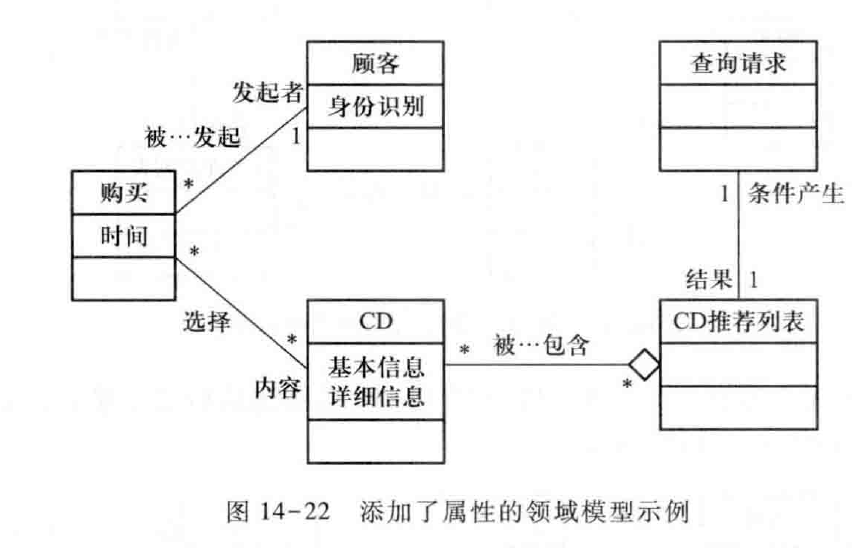 顾客
身份识别
查询请求
发起者
被…发起
1
*
购买
时间
*
选择
*
内容
CD
基本信息
详细信息
*
被…包含
*
1
条件产生
结果
1
CD推荐列表
图 14-22 添加了属性的领域模型示例